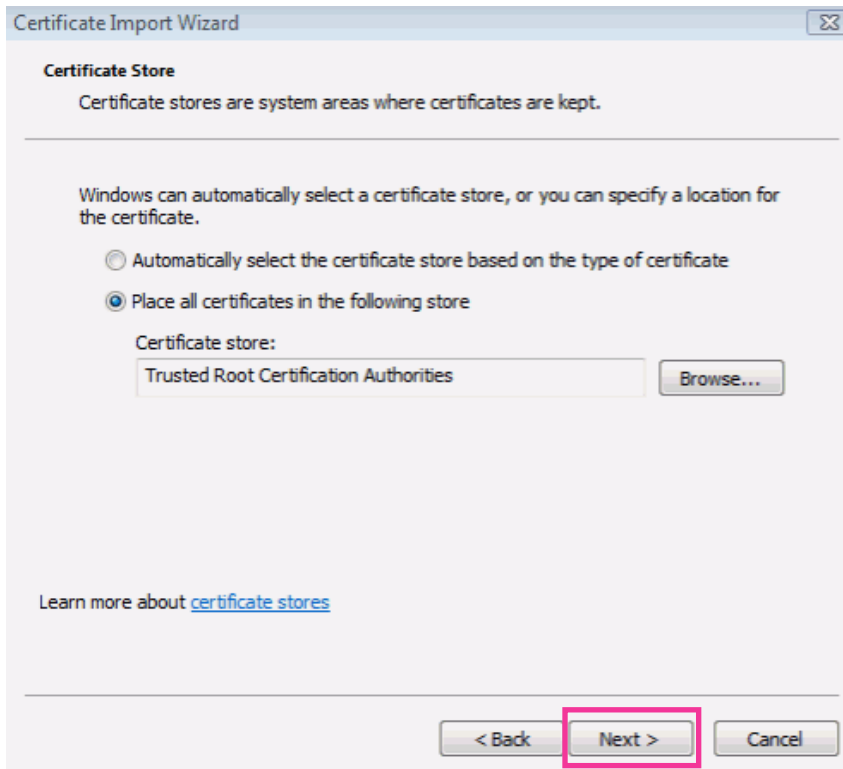 Certificate Import Wizard
Certificate Store
Certificate stores are system areas where certificates are kept.
Windows can automatically select a certificate store, or you can specify a location for
the certificate.
Automatically select the certificate store based on the type of certificate
Place all certificates in the following store
Certificate store:
Trusted Root Certification Authorities
Browse...
Learn more about certificate stores
< Back
Next >
Cancel